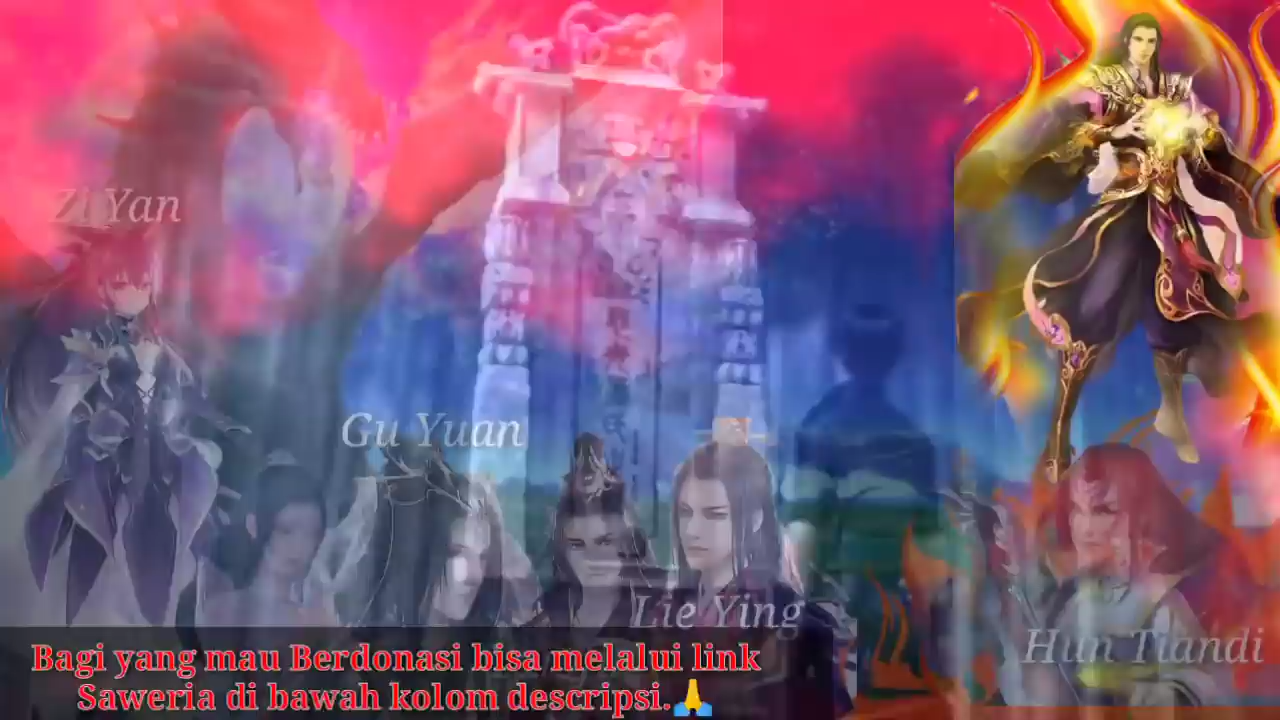 Zi Yan
Gu Yuan
Lie Ying
Hun Tiandi
Bagi yang mau Berdonasi bisa melalui link
Saweria di bawah kolom descripsi.🙏